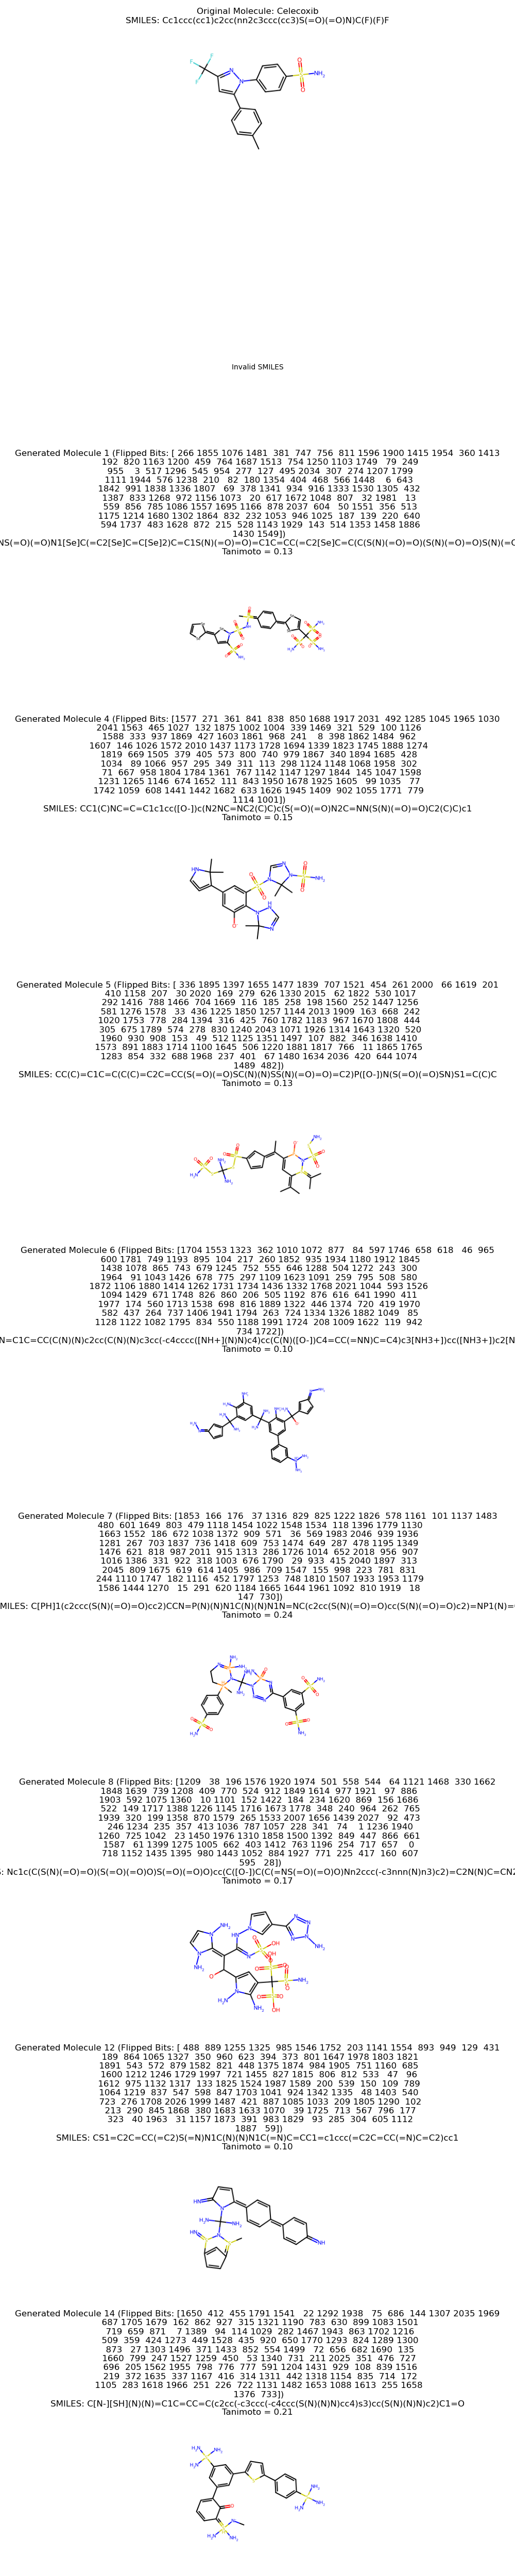 Original Molecule: Celecoxib
SMILES: Cc1ccc(cc1)c2cc(nn2c3ccc(cc3)S(=O)(=O)N)C(F)(F)F
Invalid SMILES
Generated Molecule 1 (Flipped Bits: [ 266 1855 1076 1481  381  747  756  811 1596 1900 1415 1954  360 1413
192  820 1163 1200  459  764 1687 1513  754 1250 1103 1749   79  249
955    3  517 1296  545  954  277  127  495 2034  307  274 1207 1799
1111 1944  576 1238  210   82  180 1354  404  468  566 1448    6  643
1842  991 1838 1336 1807   69  378 1341  934  916 1333 1530 1305  432
1387  833 1268  972 1156 1073   20  617 1672 1048  807   32 1981   13
559  856  785 1086 1557 1695 1166  878 2037  604   50 1551  356  513
1175 1214 1680 1302 1864  832  232 1053  946 1025  187  139  220  640
594 1737  483 1628  872  215  528 1143 1929  143  514 1353 1458 1886
1430 1549])
NS(=O)(=O)N1[Se]C(=C2[Se]C=C[Se]2)C=C1S(N)(=O)=O)=C1C=CC(=C2[Se]C=C(C(S(N)(=O)=O)(S(N)(=O)=O)S(N)(=O
Tanimoto = 0.13
Generated Molecule 4 (Flipped Bits: [1577  271  361  841  838  850 1688 1917 2031  492 1285 1045 1965 1030
2041 1563  465 1027  132 1875 1002 1004  339 1469  321  529  100 1126
1588  333  937 1869  427 1603 1861  968  241    8  398 1862 1484  962
1607  146 1026 1572 2010 1437 1173 1728 1694 1339 1823 1745 1888 1274
1819  669 1505  379  405  573  800  740  979 1867  340 1894 1685  428
1034   89 1066  957  295  349  311  113  298 1124 1148 1068 1958  302
71  667  958 1804 1784 1361  767 1142 1147 1297 1844  145 1047 1598
1231 1265 1146  674 1652  111  843 1950 1678 1925 1605   99 1035   77
1742 1059  608 1441 1442 1682  633 1626 1945 1409  902 1055 1771  779
1114 1001])
SMILES: CC1(C)NC=C=C1c1cc([O-])c(N2NC=NC2(C)C)c(S(=O)(=O)N2C=NN(S(N)(=O)=O)C2(C)C)c1
Tanimoto = 0.15
Generated Molecule 5 (Flipped Bits: [ 336 1895 1397 1655 1477 1839  707 1521  454  261 2000   66 1619  201
410 1158  207   30 2020  169  279  626 1330 2015   62 1822  530 1017
292 1416  788 1466  704 1669  116  185  258  198 1560  252 1447 1256
581 1276 1578   33  436 1225 1850 1257 1144 2013 1909  163  668  242
1020 1753  778  284 1394  316  425  760 1782 1183  967 1670 1808  444
305  675 1789  574  278  830 1240 2043 1071 1926 1314 1643 1320  520
1960  930  908  153   49  512 1125 1351 1497  107  882  346 1638 1410
1573  891 1883 1714 1100 1645  506 1220 1881 1817  766   11 1865 1765
1283  854  332  688 1968  237  401   67 1480 1634 2036  420  644 1074
1489  482])
SMILES: CC(C)=C1C=C(C(C)=C2C=CC(S(=O)(=O)SC(N)(N)SS(N)(=O)=O)=C2)P([O-])N(S(=O)(=O)SN)S1=C(C)C
Tanimoto = 0.13
Generated Molecule 6 (Flipped Bits: [1704 1553 1323  362 1010 1072  877   84  597 1746  658  618   46  965
600 1781  749 1193  895  104  217  260 1852  935 1934 1180 1912 1845
1438 1078  865  743  679 1245  752  555  646 1288  504 1272  243  300
1964   91 1043 1426  678  775  297 1109 1623 1091  259  795  508  580
1872 1106 1880 1414 1262 1731 1734 1436 1332 1768 2021 1044  593 1526
1094 1429  671 1748  826  860  206  505 1192  876  616  641 1990  411
1977  174  560 1713 1538  698  816 1889 1322  446 1374  720  419 1970
582  437  264  737 1406 1941 1794  263  724 1334 1326 1882 1049   85
1128 1122 1082 1795  834  550 1188 1991 1724  208 1009 1622  119  942
734 1722])
N=C1C=CC(C(N)(N)c2cc(C(N)(N)c3cc(-c4cccc([NH+](N)N)c4)cc(C(N)([O-])C4=CC(=NN)C=C4)c3[NH3+])cc([NH3+])c2[N
Tanimoto = 0.10
Generated Molecule 7 (Flipped Bits: [1853  166  176   37 1316  829  825 1222 1826  578 1161  101 1137 1483
480  601 1649  803  479 1118 1454 1022 1548 1534  118 1396 1779 1130
1663 1552  186  672 1038 1372  909  571   36  569 1983 2046  939 1936
1281  267  703 1837  736 1418  609  753 1474  649  287  478 1195 1349
1476  621  818  987 2011  915 1313  286 1726 1014  652 2018  956  907
1016 1386  331  922  318 1003  676 1790   29  933  415 2040 1897  313
2045  809 1675  619  614 1405  986  709 1547  155  998  223  781  831
244 1110 1747  182 1116  452 1797 1253  748 1810 1507 1933 1953 1179
1586 1444 1270   15  291  620 1184 1665 1644 1961 1092  810 1919   18
147  730])
SMILES: C[PH]1(c2ccc(S(N)(=O)=O)cc2)CCN=P(N)(N)N1C(N)(N)N1N=NC(c2cc(S(N)(=O)=O)cc(S(N)(=O)=O)c2)=NP1(N)=
Tanimoto = 0.24
Generated Molecule 8 (Flipped Bits: [1209   38  196 1576 1920 1974  501  558  544   64 1121 1468  330 1662
1848 1639  739 1208  409  770  524  912 1849 1614  977 1921   97  886
1903  592 1075 1360   10 1101  152 1422  184  234 1620  869  156 1686
522  149 1717 1388 1226 1145 1716 1673 1778  348  240  964  262  765
1939  320  199 1358  870 1579  265 1533 2007 1656 1439 2027   92  473
246 1234  235  357  413 1036  787 1057  228  341   74    1 1236 1940
1260  725 1042   23 1450 1976 1310 1858 1500 1392  849  447  866  661
1587   61 1399 1275 1005  662  403 1412  763 1196  254  717  657    0
718 1152 1435 1395  980 1443 1052  884 1927  771  225  417  160  607
595   28])
S: Nc1c(C(S(N)(=O)=O)(S(=O)(=O)O)S(=O)(=O)O)cc(C([O-])C(C(=NS(=O)(=O)O)Nn2ccc(-c3nnn(N)n3)c2)=C2N(N)C=CN2
Tanimoto = 0.17
Generated Molecule 12 (Flipped Bits: [ 488  889 1255 1325  985 1546 1752  203 1141 1554  893  949  129  431
189  864 1065 1327  350  960  623  394  373  801 1647 1978 1803 1821
1891  543  572  879 1582  821  448 1375 1874  984 1905  751 1160  685
1600 1212 1246 1729 1997  721 1455  827 1815  806  812  533   47   96
1612  975 1132 1317  133 1825 1524 1987 1589  200  539  150  109  789
1064 1219  837  547  598  847 1703 1041  924 1342 1335   48 1403  540
723  276 1708 2026 1999 1487  421  887 1085 1033  209 1805 1290  102
213  290  845 1868  380 1683 1633 1070   39 1725  713  567  796  177
323   40 1963   31 1157 1873  391  983 1829   93  285  304  605 1112
1887   59])
SMILES: CS1=C2C=CC(=C2)S(=N)N1C(N)(N)N1C(=N)C=CC1=c1ccc(=C2C=CC(=N)C=C2)cc1
Tanimoto = 0.10
Generated Molecule 14 (Flipped Bits: [1650  412  455 1791 1541   22 1292 1938   75  686  144 1307 2035 1969
687 1705 1679  162  862  927  315 1321 1190  783  630  899 1083 1501
719  659  871    7 1389   94  114 1029  282 1467 1943  863 1702 1216
509  359  424 1273  449 1528  435  920  650 1770 1293  824 1289 1300
873   27 1303 1496  371 1433  852  554 1499   72  656  682 1690  135
1660  799  247 1527 1259  450   53 1340  731  211 2025  351  476  727
696  205 1562 1955  798  776  777  591 1204 1431  929  108  839 1516
219  372 1635  337 1167  416  314 1311  442 1318 1154  835  714  172
1105  283 1618 1966  251  226  722 1131 1482 1653 1088 1613  255 1658
1376  733])
SMILES: C[N-][SH](N)(N)=C1C=CC=C(c2cc(-c3ccc(-c4ccc(S(N)(N)N)cc4)s3)cc(S(N)(N)N)c2)C1=O
Tanimoto = 0.21